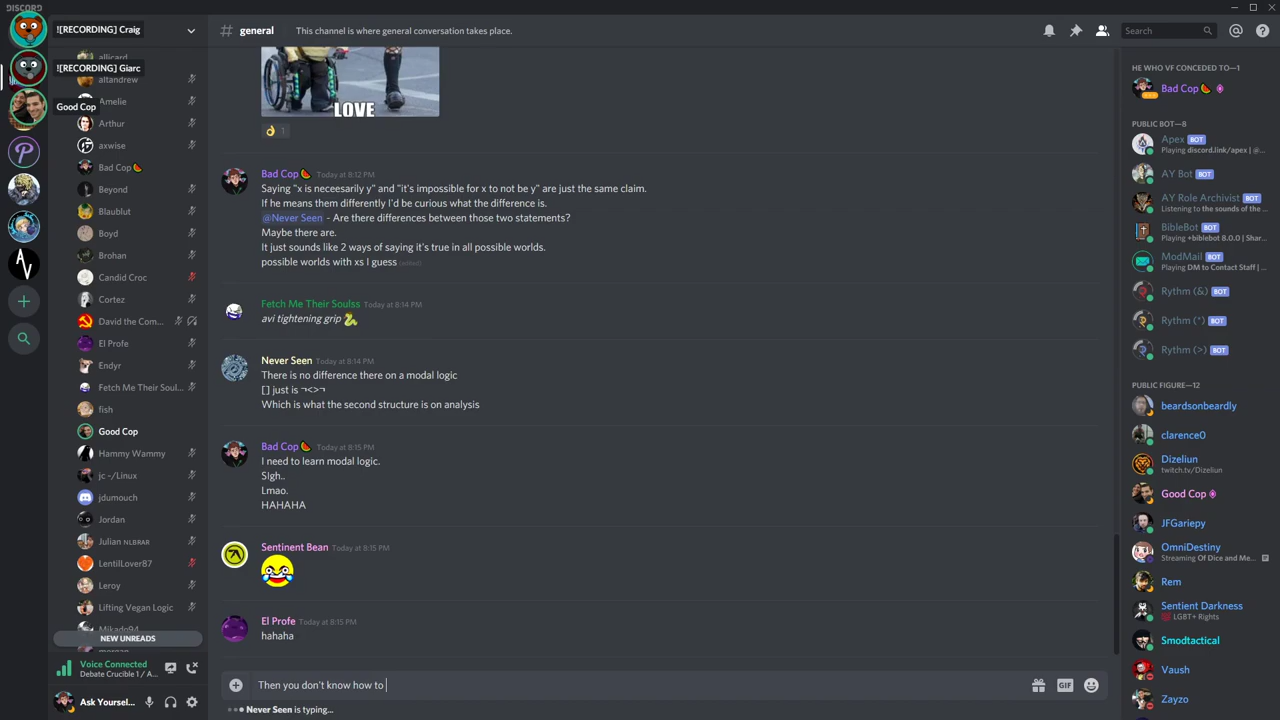 DISCORD
![RECORDING] Craig
![RECORDING] Giarc
Good Cop
allicard
altandrew
Amelie
Arthur
axwise
Bad Cop🍉
Beyond
Blaublut
Boyd
Brohan
Candid Croc
Cortez
David the Com...
El Profe
Endyr
Fetch Me Their Soul...
fish
Good Cop
Hammy Wammy
jc ~/Linux
jdumouch
Jordan
Julian ɴʟʙʀᴀʀ
LentilLover87
Leroy
Lifting Vegan Logic
Mikado94
NEW UNREADS
morgan
Voice Connected
Debate Crucible 1 / A...
Ask Yoursel...
# general
This channel is where general conversation takes place.
Search
LOVE
👌 1
Bad Cop🍉 Today at 8:12 PM
Saying "x is neceesarily y" and "it's impossible for x to not be y" are just the same claim.
If he means them differently I'd be curious what the difference is.
@Never Seen - Are there differences between those two statements?
Maybe there are.
It just sounds like 2 ways of saying it's true in all possible worlds.
possible worlds with xs I guess (edited)
Fetch Me Their Soulss Today at 8:14 PM
avi tightening grip 🐍
Never Seen Today at 8:14 PM
There is no difference there on a modal logic
[] just is ¬<>¬
Which is what the second structure is on analysis
Bad Cop🍉 Today at 8:15 PM
I need to learn modal logic.
SIgh..
Lmao.
HAHAHA
Sentinent Bean Today at 8:15 PM
El Profe Today at 8:15 PM
hahaha
Then you don't know how to
GIF
Never Seen is typing...
HE WHO VF CONCEDED TO—1
Bad Cop🍉
PUBLIC BOT—8
Apex BOT
Playing discord.link/apex | @...
AY Bot BOT
AY Role Archivist BOT
Listening to the sounds of the ...
BibleBot BOT
Playing +biblebot 8.0.0 | Shar...
ModMail BOT
Playing DM to Contact Staff | ...
Rythm (&) BOT
Rythm (*) BOT
Rythm (>) BOT
PUBLIC FIGURE—12
beardsonbeardly
clarence0
Dizeliun
twitch.tv/Dizeliun
Good Cop
JFGariepy
OmniDestiny
Streaming Of Dice and Me...
Rem
Sentient Darkness
💯 LGBT+ Rights
Smodtactical
Vaush
Zayzo